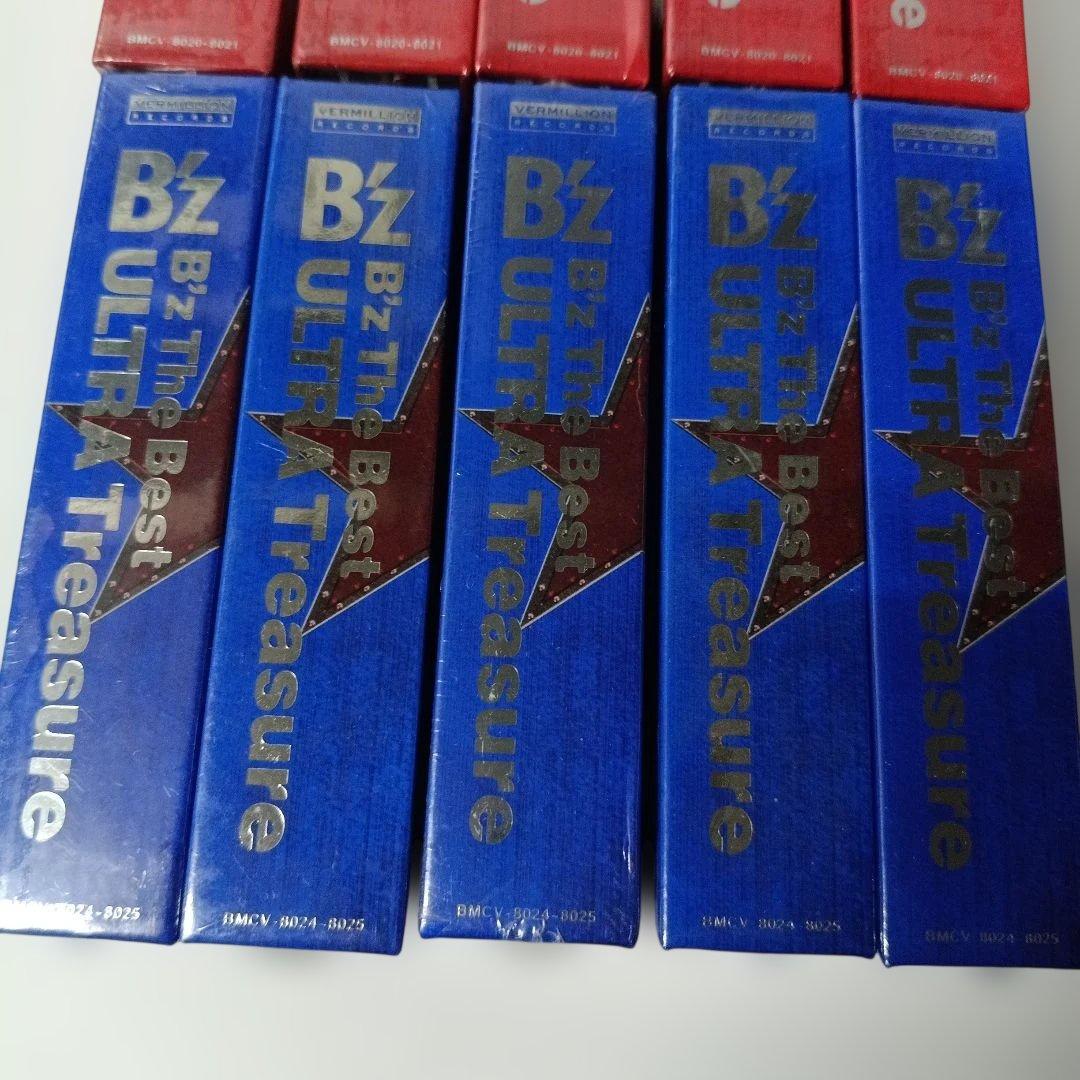 BMCV-8020-8021
BMCV-8020-8021
e
BMCV-8020-8021
e
BMCV-8020-8021
e
BMCV-8020-8021
VERMILLION
RECORDS
B'z
B'z The Best
ULTRA Treasure
BMCV-8024-8025
VERMILLION
RECORDS
B'z
B'z The Best
ULTRA Treasure
BMCV-8024-8025
VERMILLION
RECORDS
B'z
B'z The Best
ULTRA Treasure
BMCV-8024-8025
VERMILLION
RECORDS
B'z
B'z The Best
ULTRA Treasure
BMCV-8024-8025
VERMILLION
RECORDS
B'z
B'z The Best
ULTRA Treasure
BMCV-8024-8025